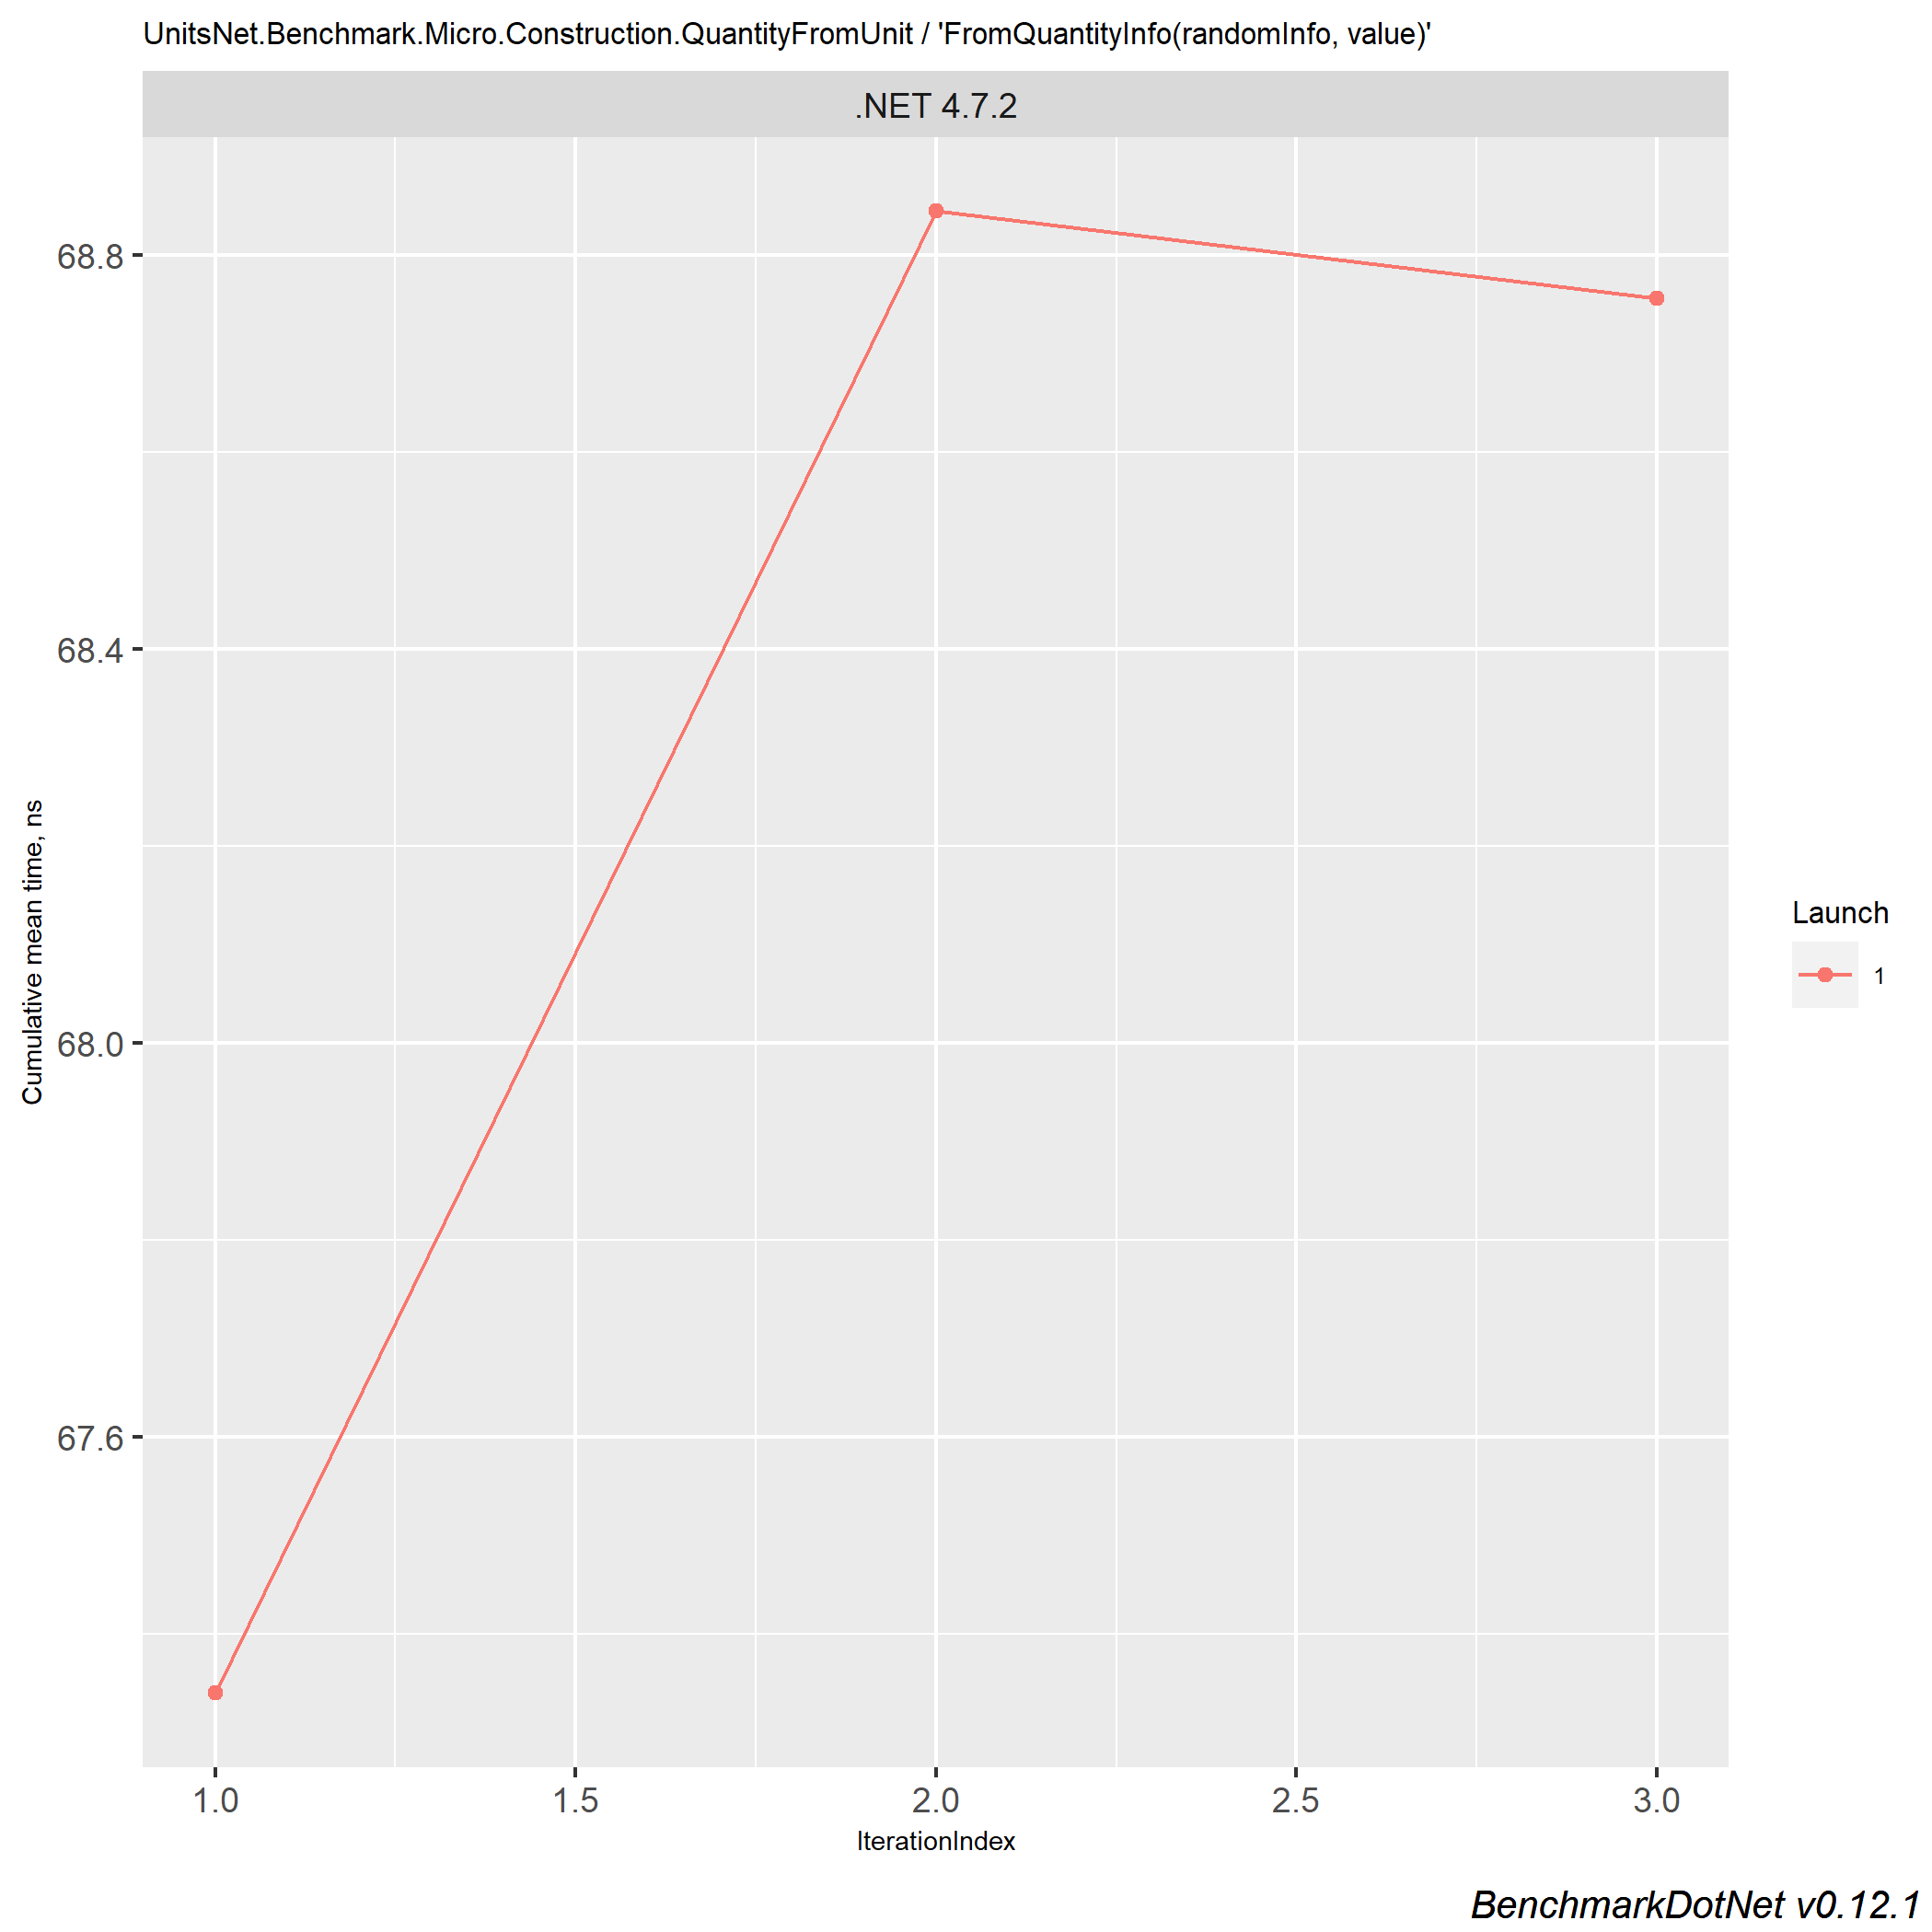 UnitsNet.Benchmark.Micro.Construction.QuantityFromUnit / 'FromQuantityInfo(randomInfo, value)'
.NET 4.7.2
68.8
68.4
68.0
67.6
Cumulative mean time, ns
1.0 1.5 2.0 2.5 3.0
IterationIndex
Launch
1
BenchmarkDotNet v0.12.1